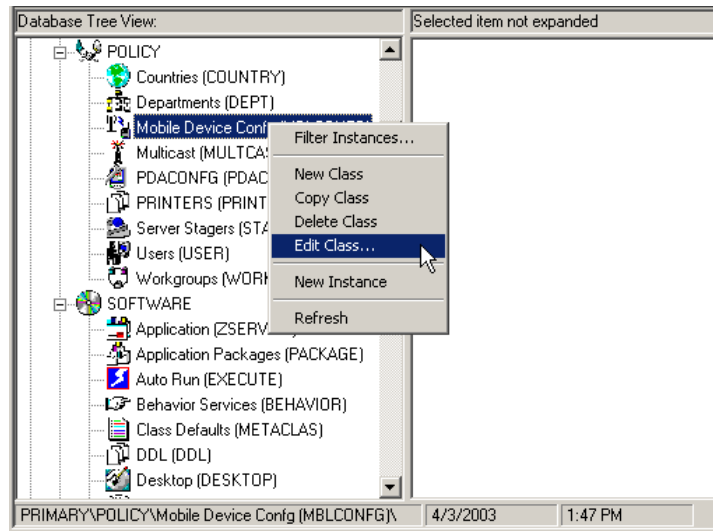 Database Tree View:
Selected item not expanded
POLICY
Countries (COUNTRY)
Departments (DEPT)
Mobile Device Conf
Multicast (MULTCA
PDACONFG (PDAC
PRINTERS (PRINT
Server Stagers (STA
Users (USER)
Workgroups (WORK
SOFTWARE
Application (ZSERV
Application Packages (PACKAGE)
Auto Run (EXECUTE)
Behavior Services (BEHAVIOR)
Class Defaults (METACLAS)
DDL (DDL)
Desktop (DESKTOP)
Filter Instances...
New Class
Copy Class
Delete Class
Edit Class...
New Instance
Refresh
PRIMARY\POLICY\Mobile Device Confg (MBLCONFG)\
4/3/2003
1:47 PM